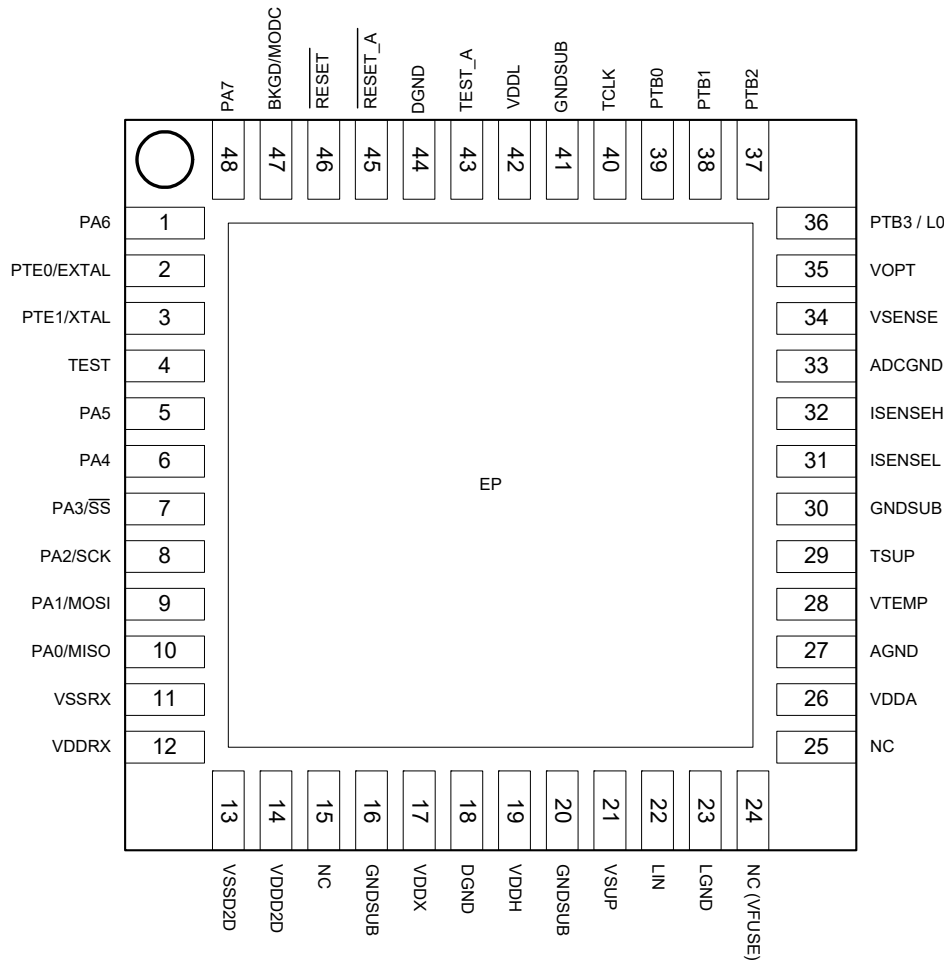 PA7
BKGD/MODC
RESET
RESET_A
DGND
TEST_A
VDDL
GNDSUB
TCLK
PTB0
PTB1
PTB2
48
47
46
45
44
43
42
41
40
39
38
37
PA6 1
PTE0/EXTAL 2
PTE1/XTAL 3
TEST 4
PA5 5
PA4 6
PA3/SS 7
PA2/SCK 8
PA1/MOSI 9
PA0/MISO 10
VSSRX 11
VDDRX 12
EP
36 PTB3 / L0
35 VOPT
34 VSENSE
33 ADCGND
32 ISENSEH
31 ISENSEL
30 GNDSUB
29 TSUP
28 VTEMP
27 AGND
26 VDDA
25 NC
13
14
15
16
17
18
19
20
21
22
23
24
VSSD2D
VDDD2D
NC
GNDSUB
VDDX
DGND
VDDH
GNDSUB
VSUP
LIN
LGND
NC (VFUSE)